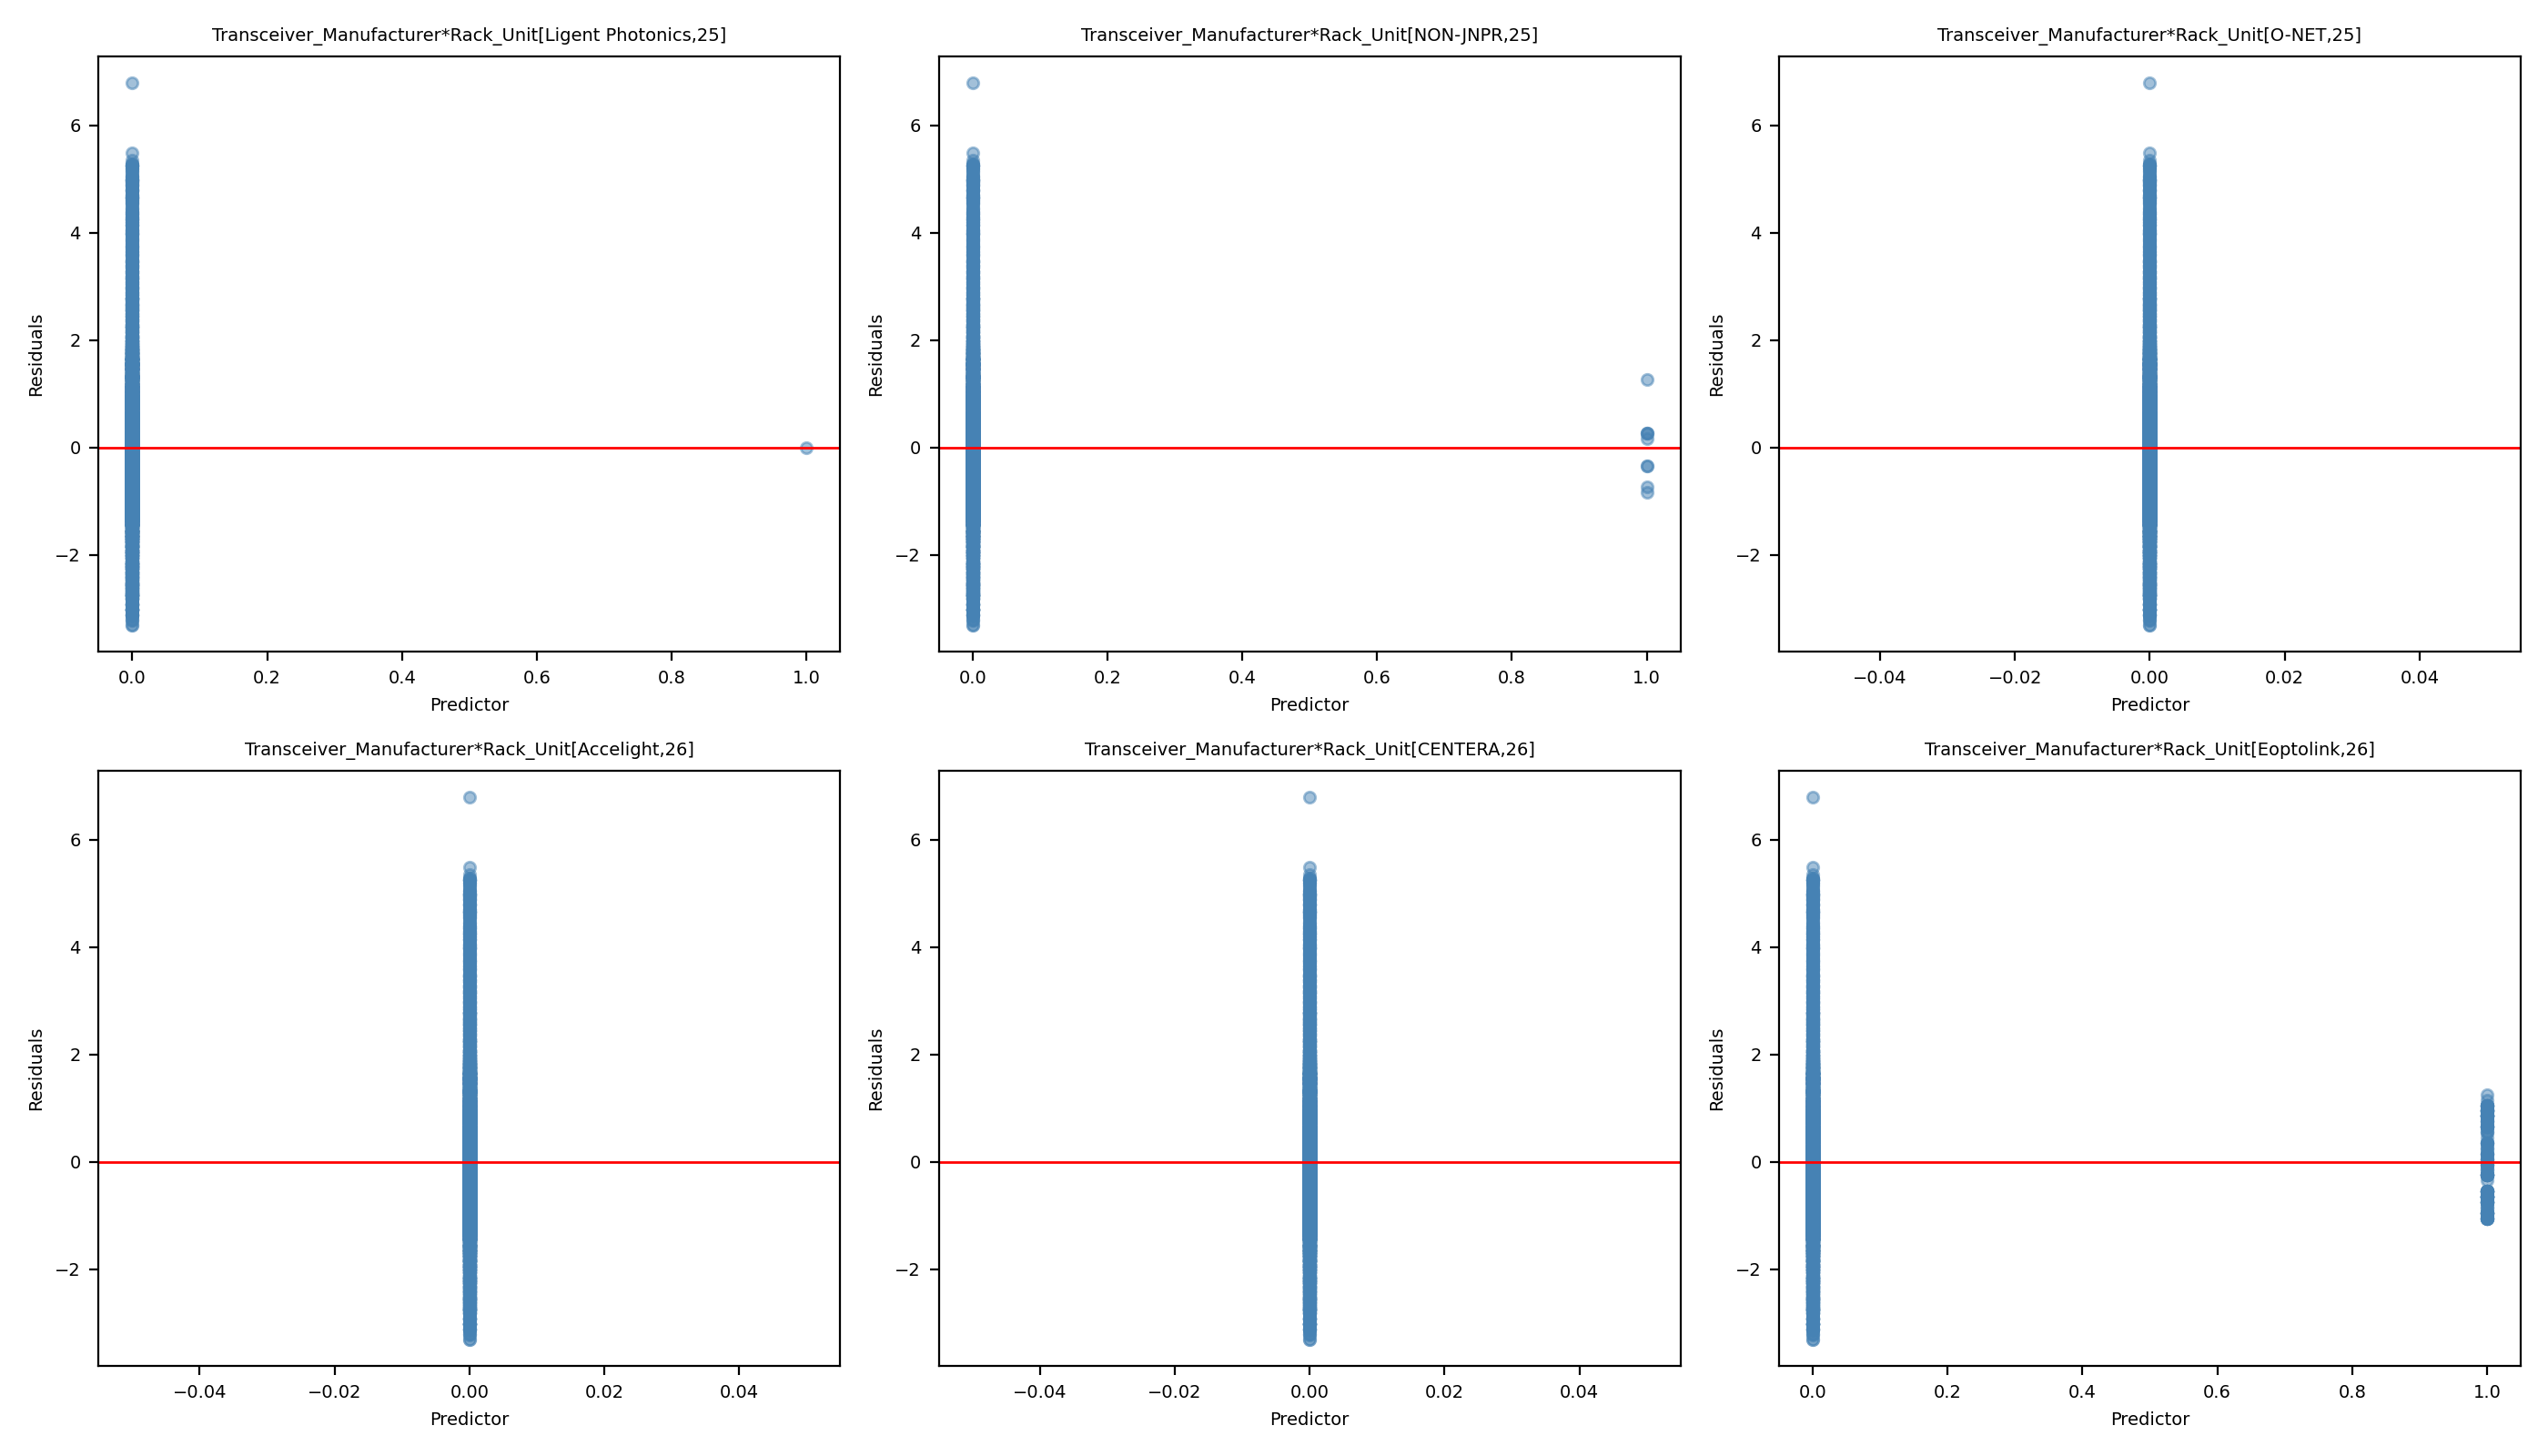 Transceiver_Manufacturer*Rack_Unit[Ligent Photonics,25]
Residuals
6
4
2
0
−2
0.0 0.2 0.4 0.6 0.8 1.0
Predictor
Transceiver_Manufacturer*Rack_Unit[NON-JNPR,25]
Residuals
6
4
2
0
−2
0.0 0.2 0.4 0.6 0.8 1.0
Predictor
Transceiver_Manufacturer*Rack_Unit[O-NET,25]
Residuals
6
4
2
0
−2
−0.04 −0.02 0.00 0.02 0.04
Predictor
Transceiver_Manufacturer*Rack_Unit[Accelight,26]
Residuals
6
4
2
0
−2
−0.04 −0.02 0.00 0.02 0.04
Predictor
Transceiver_Manufacturer*Rack_Unit[CENTERA,26]
Residuals
6
4
2
0
−2
−0.04 −0.02 0.00 0.02 0.04
Predictor
Transceiver_Manufacturer*Rack_Unit[Eoptolink,26]
Residuals
6
4
2
0
−2
0.0 0.2 0.4 0.6 0.8 1.0
Predictor